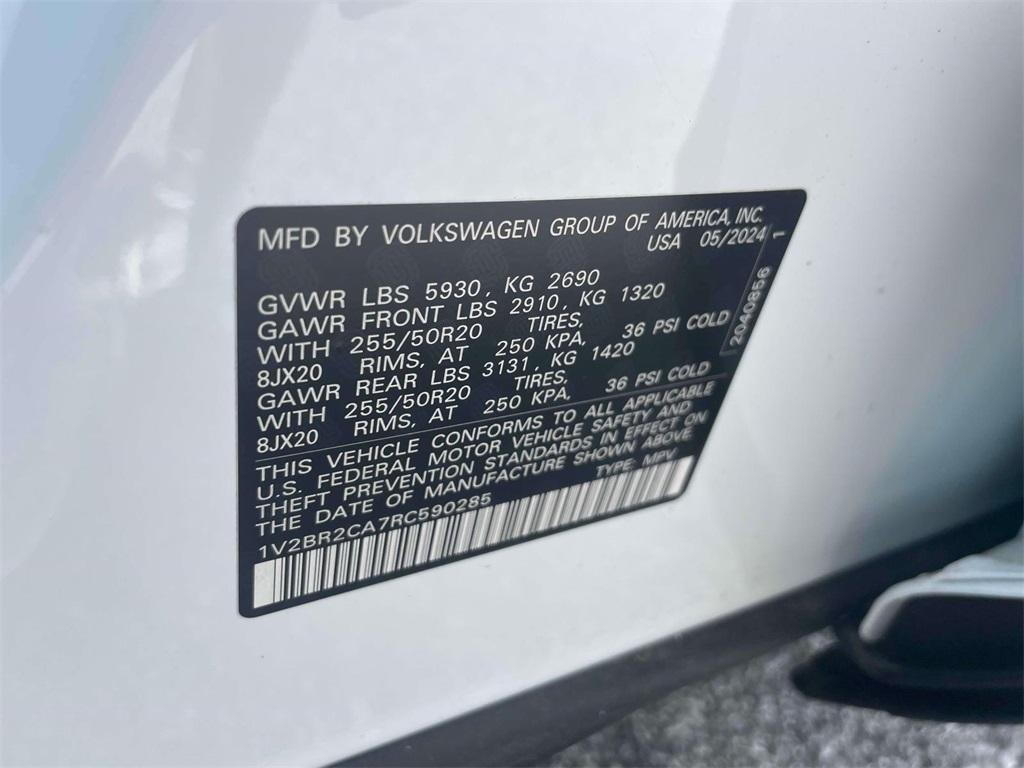 MFD BY VOLKSWAGEN GROUP OF AMERICA, INC.
USA 05/2024
1
2040856
GVWR LBS 5930, KG 2690
GAWR FRONT LBS 2910, KG 1320
WITH 255/50R20 TIRES,
8JX20 RIMS, AT 250 KPA, 36 PSI COLD
GAWR REAR LBS 3131, KG 1420
WITH 255/50R20 TIRES,
8JX20 RIMS, AT 250 KPA, 36 PSI COLD
THIS VEHICLE CONFORMS TO ALL APPLICABLE
U.S. FEDERAL MOTOR VEHICLE SAFETY AND
THEFT PREVENTION STANDARDS IN EFFECT ON
THE DATE OF MANUFACTURE SHOWN ABOVE
1V2BR2CA7RC590285 TYPE: MPV